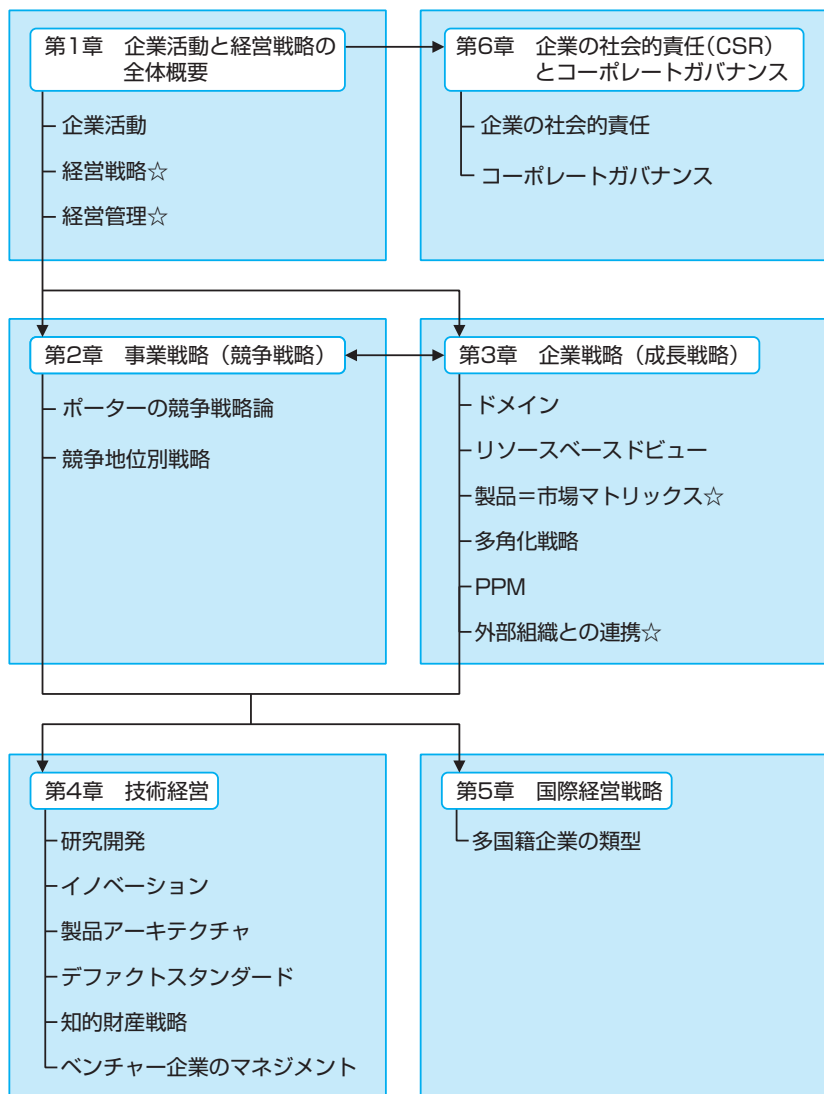 第1章　企業活動と経営戦略の
全体概要
企業活動
経営戦略☆
経営管理☆
第6章　企業の社会的責任(CSR)
とコーポレートガバナンス
企業の社会的責任
コーポレートガバナンス
第2章　事業戦略（競争戦略）
ポーターの競争戦略論
競争地位別戦略
第3章　企業戦略（成長戦略）
ドメイン
リソースベースドビュー
製品＝市場マトリックス☆
多角化戦略
PPM
外部組織との連携☆
第4章　技術経営
研究開発
イノベーション
製品アーキテクチャ
デファクトスタンダード
知的財産戦略
ベンチャー企業のマネジメント
第5章　国際経営戦略
多国籍企業の類型